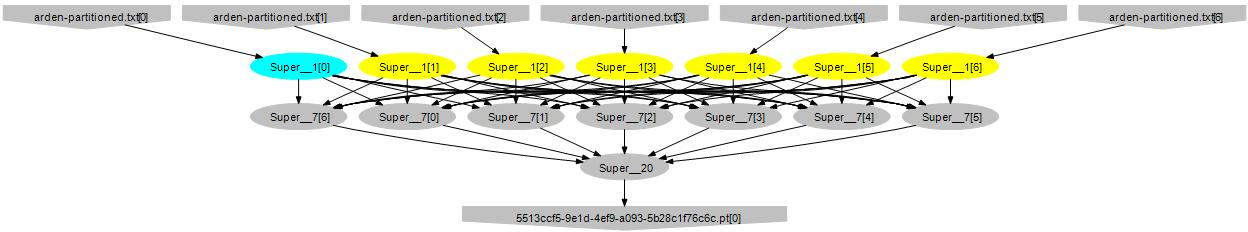 arden-partitioned.txt[0] arden-partitioned.txt[1] arden-partitioned.txt[2] arden-partitioned.txt[3] arden-partitioned.txt[4] arden-partitioned.txt[5] arden-partitioned.txt[6]
Super__1[0] Super__1[1] Super__1[2] Super__1[3] Super__1[4] Super__1[5] Super__1[6]
Super__7[6] Super__7[0] Super__7[1] Super__7[2] Super__7[3] Super__7[4] Super__7[5]
Super__20
5513ccf5-9e1d-4ef9-a093-5b28c1f76c6c.pt[0]